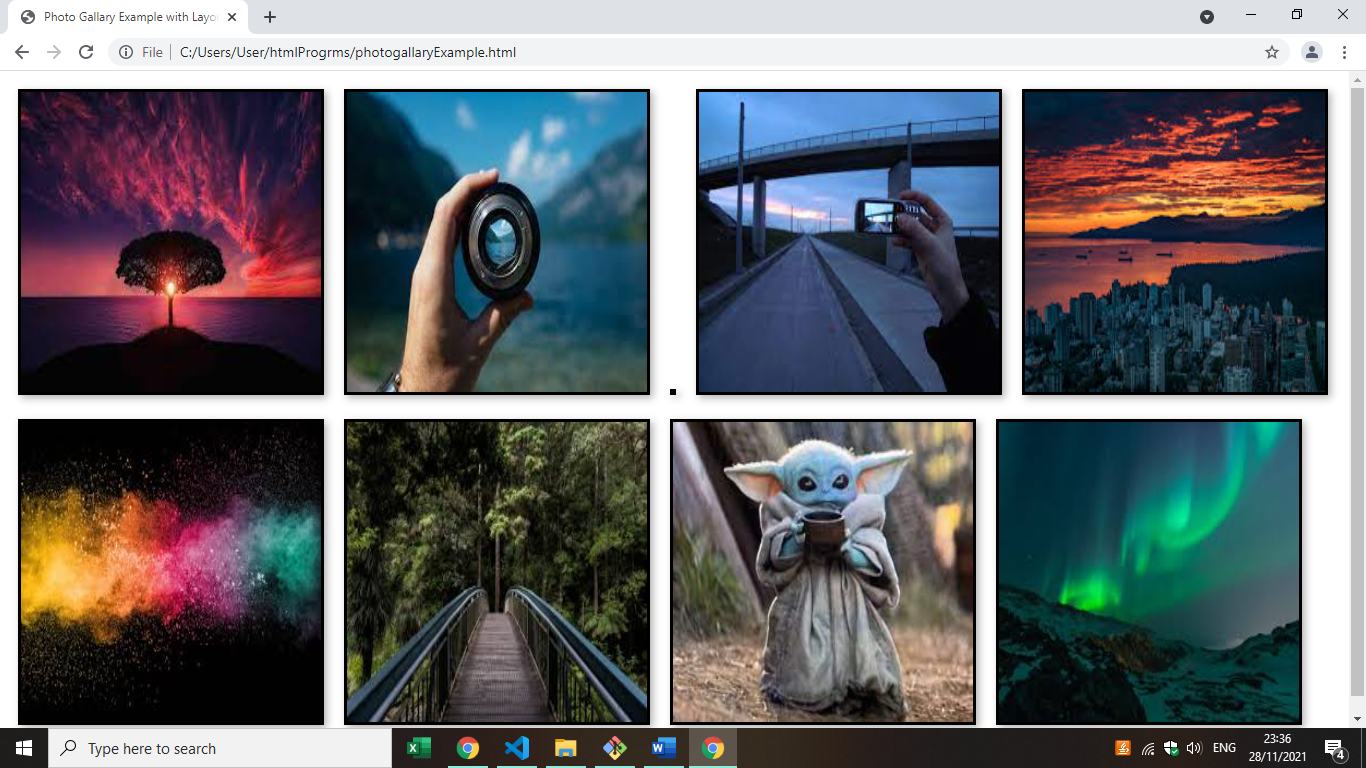 Photo Gallary Example with Layo
File
C:/Users/User/htmlProgrms/photogallaryExample.html
Type here to search
ENG
23:36
28/11/2021
4